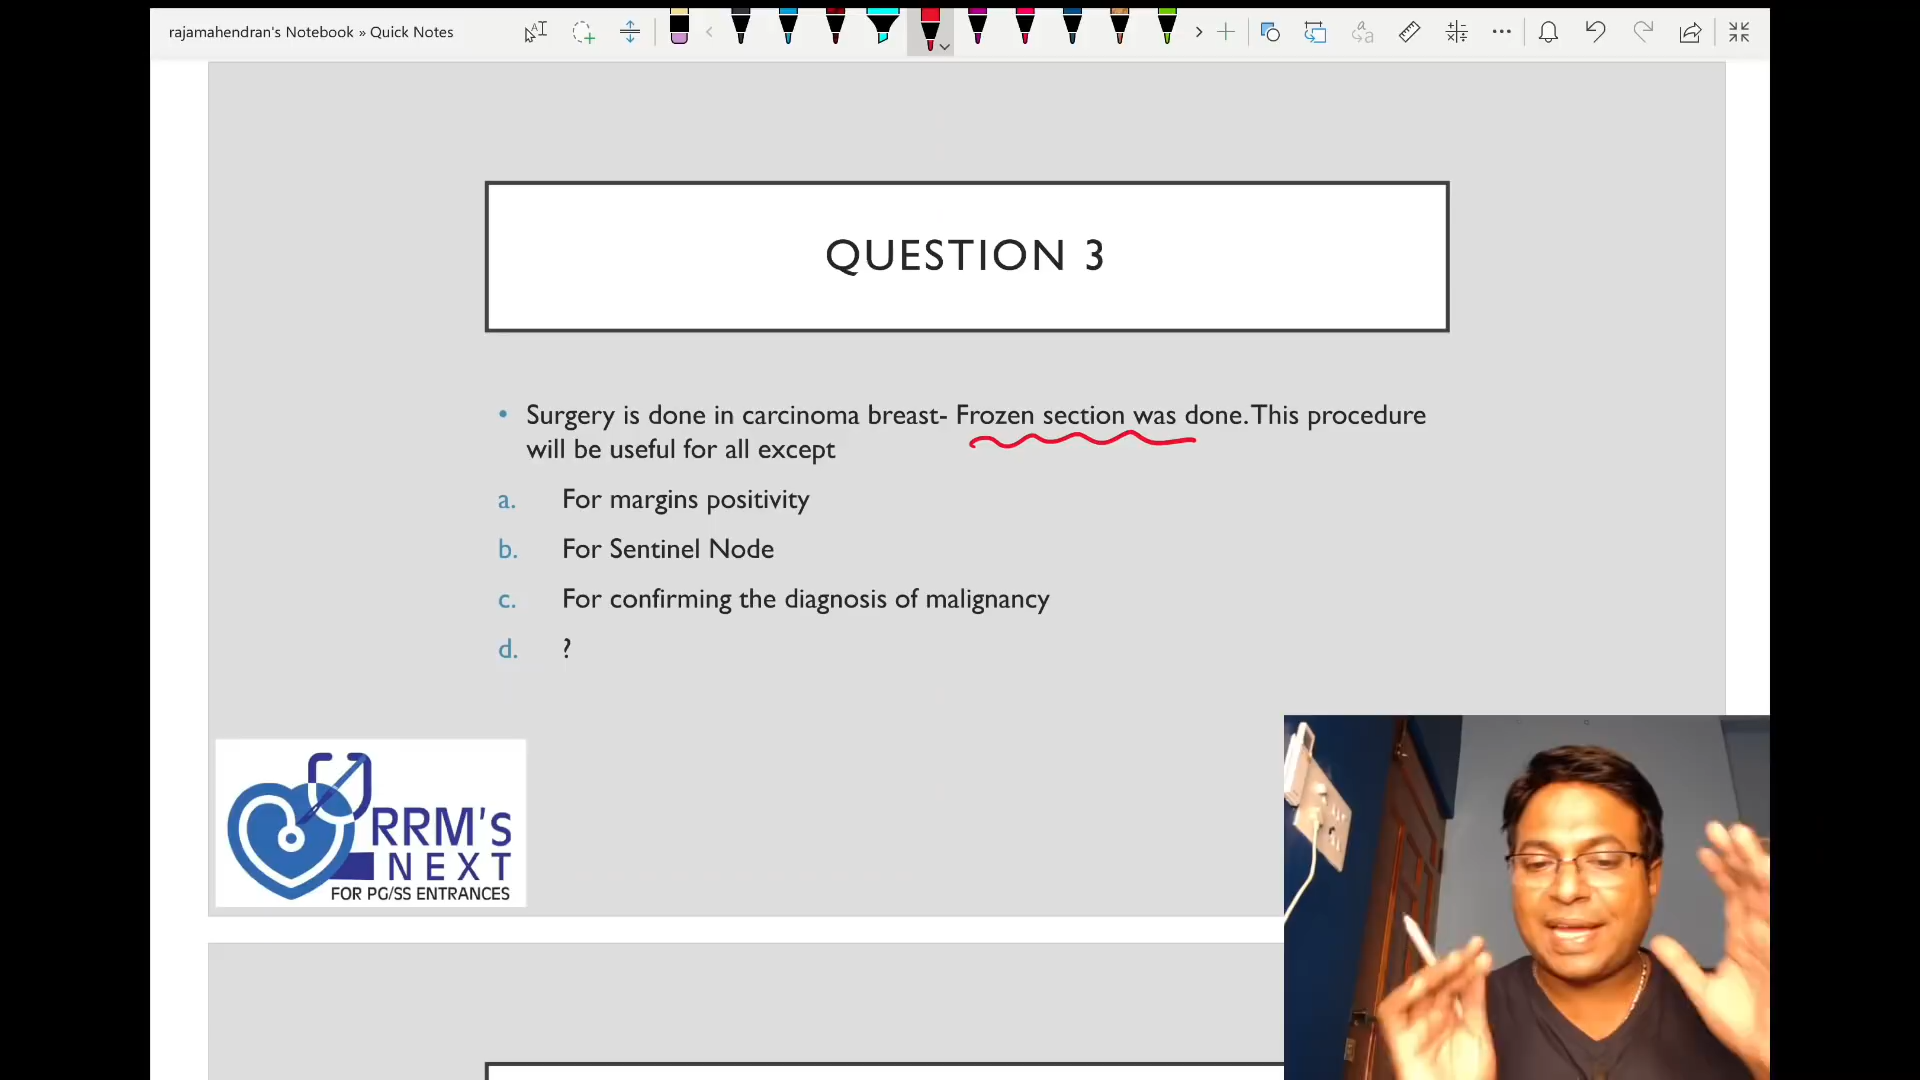 rajamahendran's Notebook » Quick Notes
QUESTION 3
• Surgery is done in carcinoma breast- Frozen section was done. This procedure
will be useful for all except
a. For margins positivity
b. For Sentinel Node
c. For confirming the diagnosis of malignancy
d. ?
RRM'S
NEXT
FOR PG/SS ENTRANCES